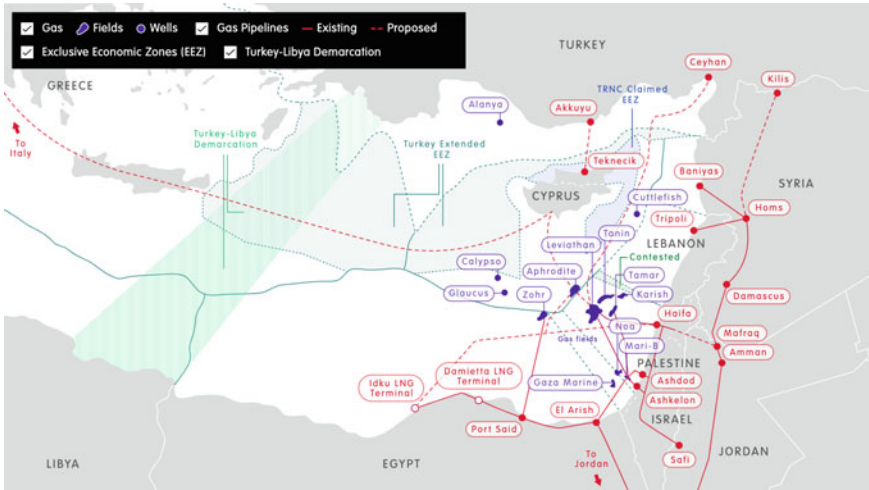 Gas Fields Wells Gas Pipelines Existing Proposed
Exclusive Economic Zones (EEZ) Turkey-Libya Demarcation
TURKEY
GREECE
Ceyhan
Kilis
TRNC Claimed
EEZ
Alanya
Akkuyu
To
Italy
Turkey-Libya
Demarcation
Turkey Extended
EEZ
Teknecik
CYPRUS
Baniyas
SYRIA
Cuttlefish
Homs
Tripoli
Tanin
LEBANON
Leviathan
Contested
Calypso
Aphrodite
Tamar
Glaucus
Zohr
Karish
Damascus
Haifa
Noa
Mafraq
Gas fields
Mari-B
Amman
PALESTINE
Damietta LNG
Terminal
Idku LNG
Terminal
Gaza Marine
Ashdod
Ashkelon
El Arish
ISRAEL
Port Said
Safi
JORDAN
To
Jordan
LIBYA
EGYPT